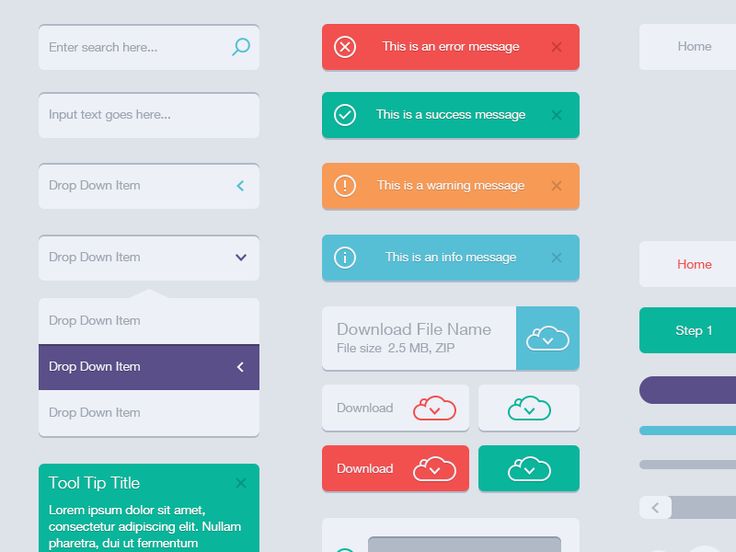 Enter search here...
Input text goes here...
Drop Down Item
Drop Down Item
Drop Down Item
Drop Down Item
Drop Down Item
Tool Tip Title
Lorem ipsum dolor sit amet,
consectetur adipiscing elit. Nullam
pharetra, dui ut fermentum
This is an error message
This is a success message
This is a warning message
This is an info message
Download File Name
File size 2.5 MB, ZIP
Download
Download
Home
Home
Step 1